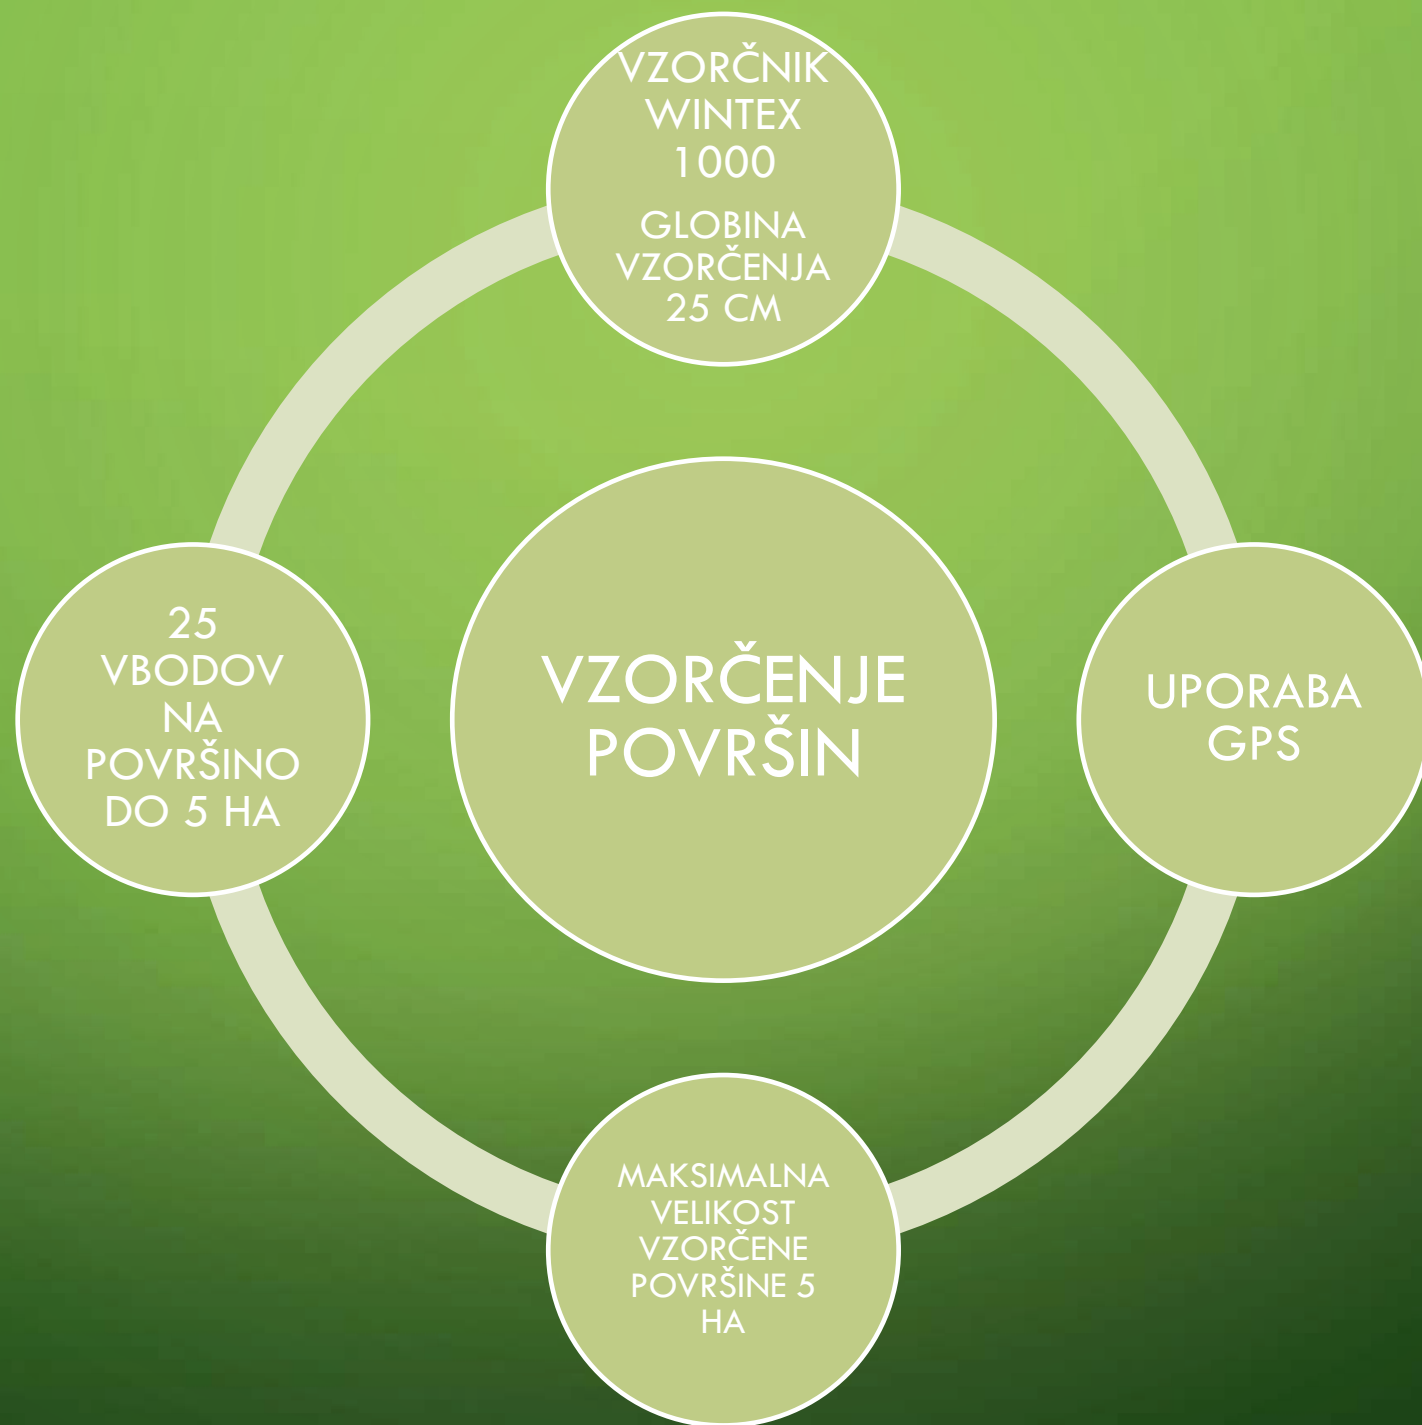 VZORČNIK
WINTEX
1000
GLOBINA
VZORČENJA
25 CM
VZORČENJE
POVRŠIN
UPORABA
GPS
MAKSIMALNA
VELIKOST
VZORČENE
POVRŠINE 5
HA
25
VBODOV
NA
POVRŠINO
DO 5 HA